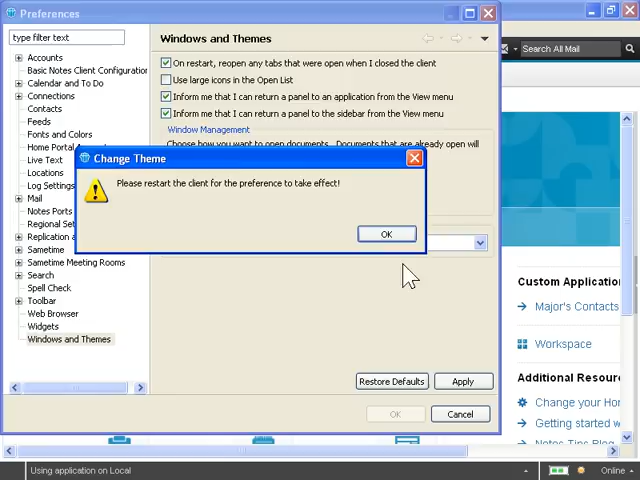 Preferences
type filter text
Windows and Themes
Search All Mail
Accounts
Basic Notes Client Configuration
Calendar and To Do
Connections
Contacts
Feeds
Fonts and Colors
Home Portal A
Live Text
Locations
Log Settings
Mail
Notes Ports
Regional Set
Replication a
Sametime
Sametime Meeting Rooms
Search
Spell Check
Toolbar
Web Browser
Widgets
Windows and Themes
On restart, reopen any tabs that were open when I closed the client
Use large icons in the Open List
Inform me that I can return a panel to an application from the View menu
Inform me that I can return a panel to the sidebar from the View menu
Window Management
Choose how you want to open documents. Documents that are already open will
Change Theme
Please restart the client for the preference to take effect!
OK
Restore Defaults
Apply
OK
Cancel
Custom Application
Major's Contacts
Workspace
Additional Resour
Change your Hom
Getting started w
Notes Tips Blog
Using application on Local
Online